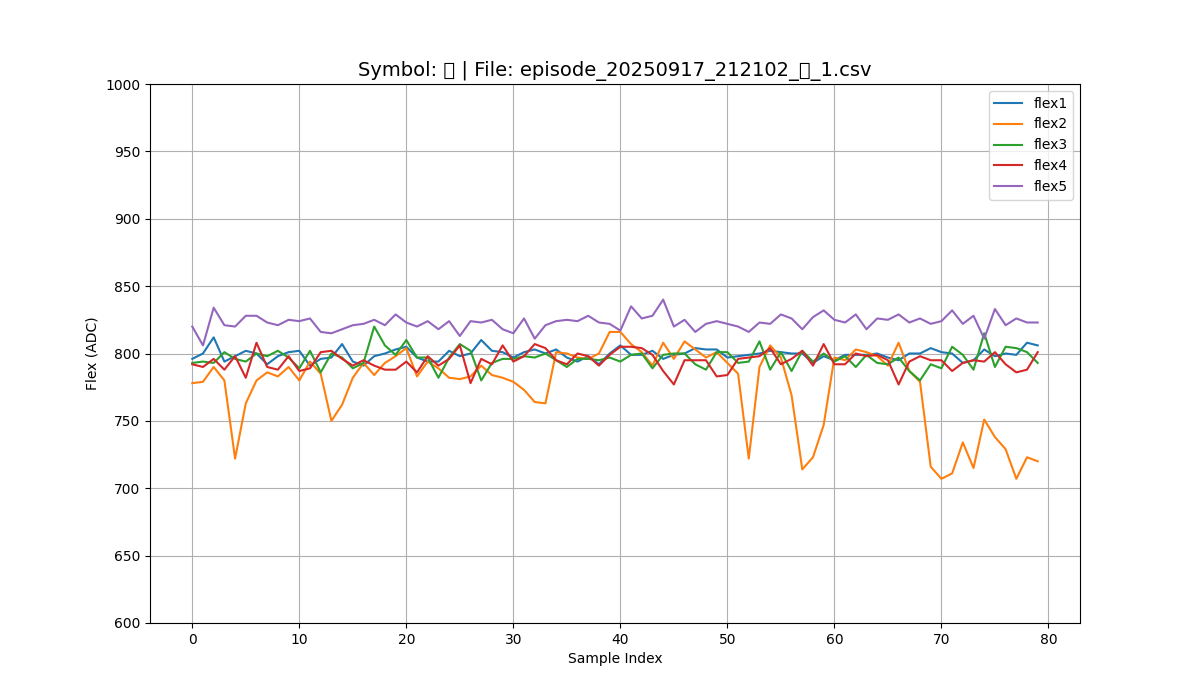 Symbol: | File: episode_20250917_212102_ _1.csv
1000
950
900
850
800
750
700
650
600
Flex (ADC)
0 10 20 30 40 50 60 70 80
Sample Index
flex1
flex2
flex3
flex4
flex5